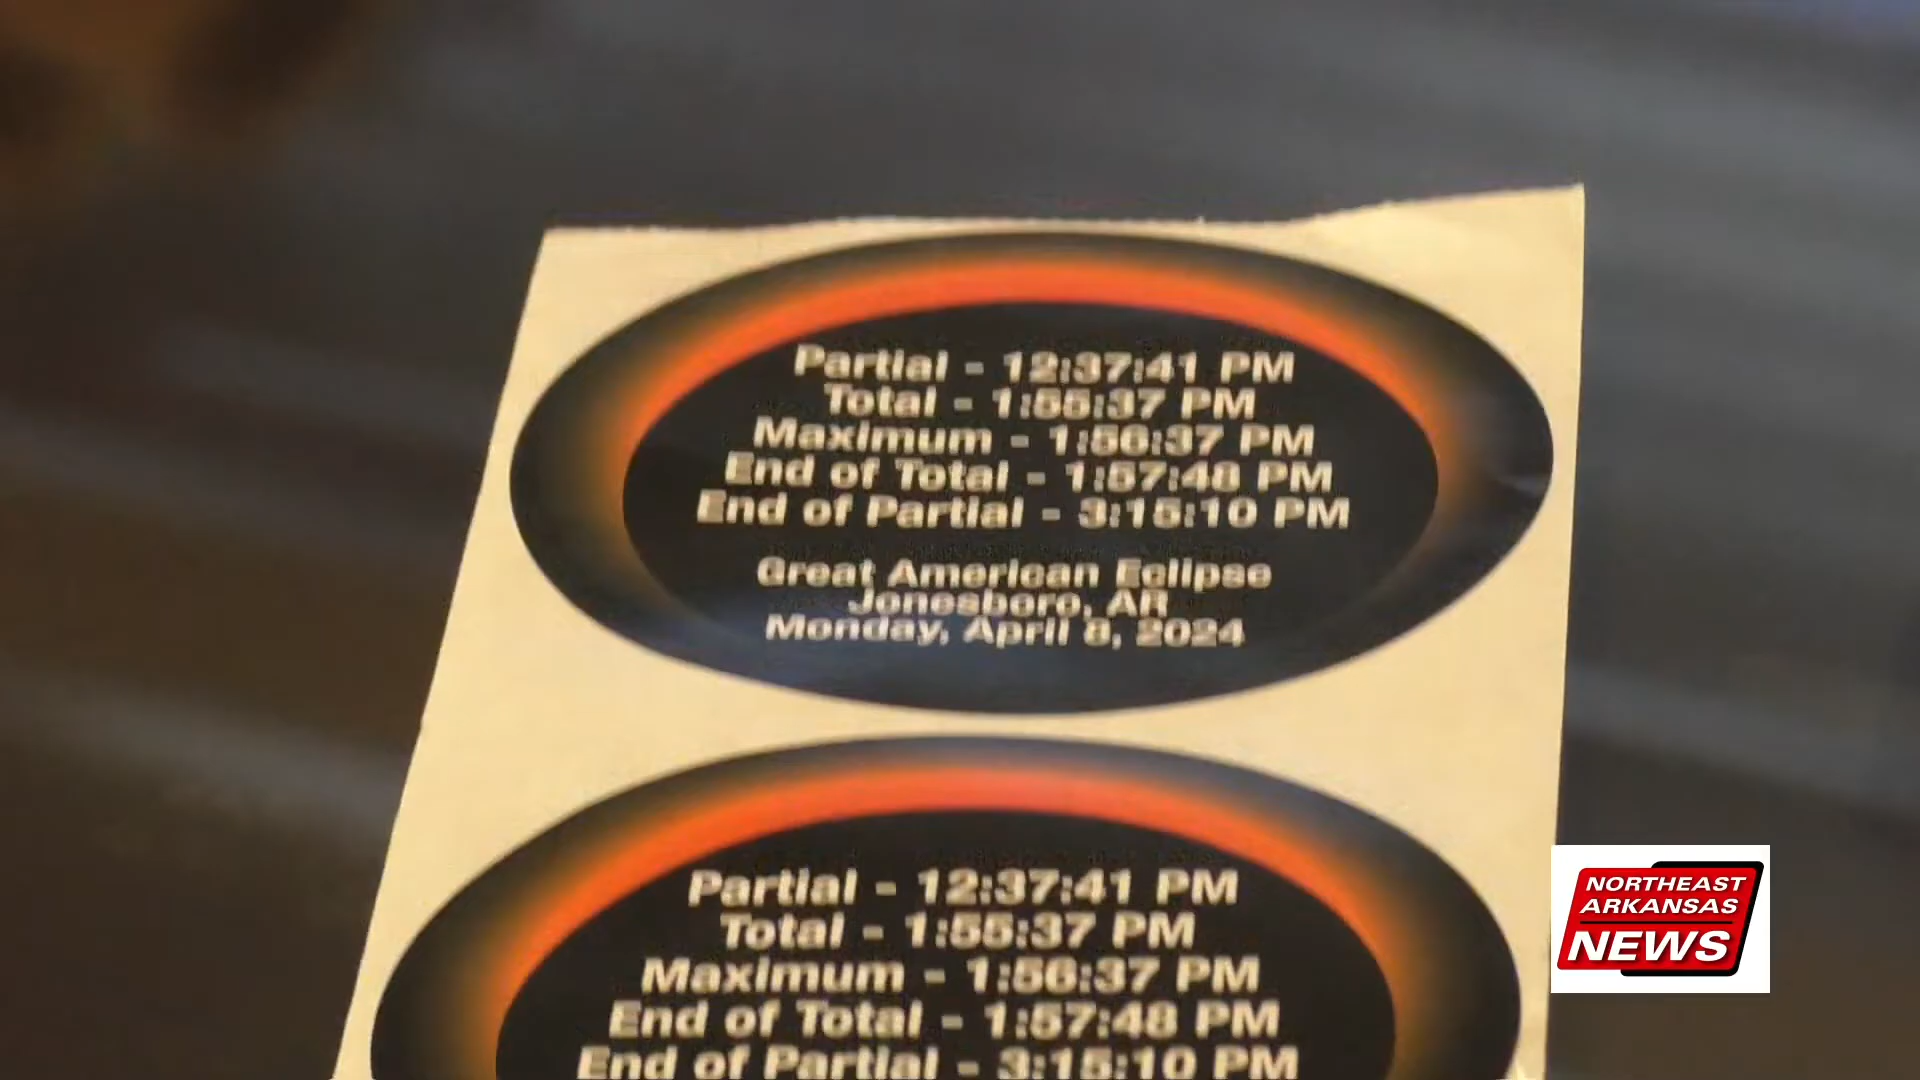 Partial - 12:37:41 PM
Total - 1:55:37 PM
Maximum - 1:56:37 PM
End of Total - 1:57:48 PM
End of Partial - 3:15:10 PM
Great American Eclipse
Jonesboro, AR
Monday, April 8, 2024
Partial - 12:37:41 PM
Total - 1:55:37 PM
Maximum - 1:56:37 PM
End of Total - 1:57:48 PM
End of Partial - 3:15:10 PM
NORTHEAST
ARKANSAS
NEWS